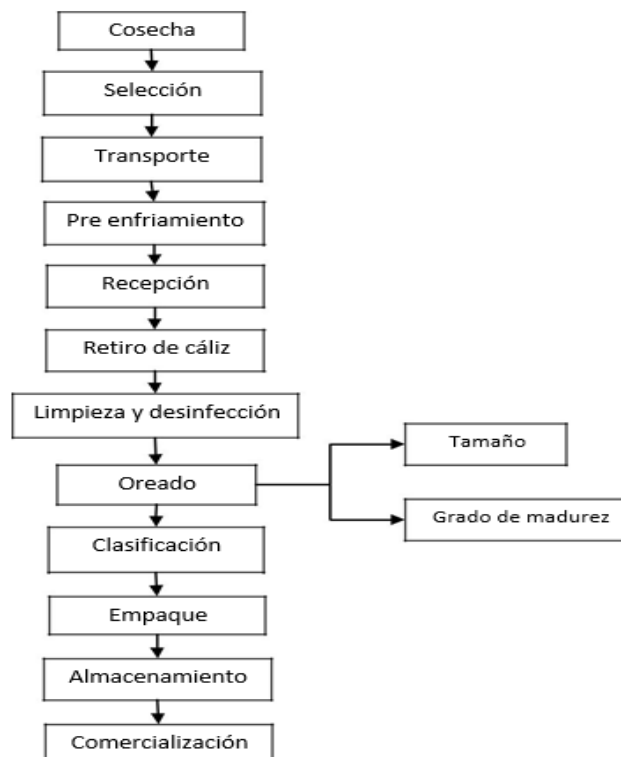 Cosecha
Selección
Transporte
Pre enfriamiento
Recepción
Retiro de cáliz
Limpieza y desinfección
Oreado
Tamaño
Grado de madurez
Clasificación
Empaque
Almacenamiento
Comercialización